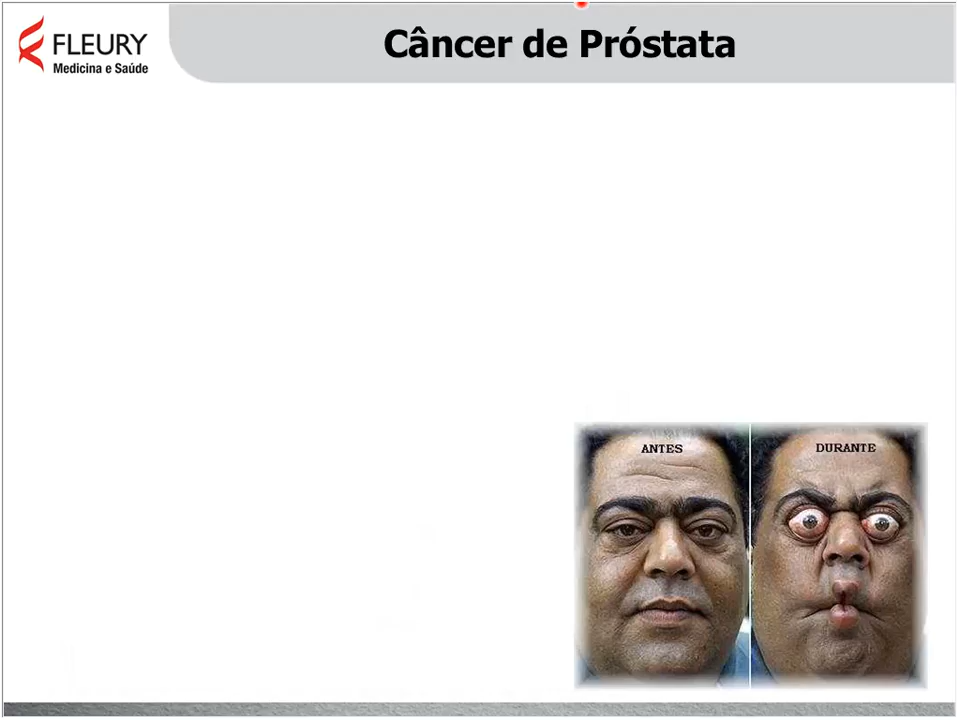 FLEURY
Medicina e Saúde
Câncer de Próstata
ANTES
DURANTE